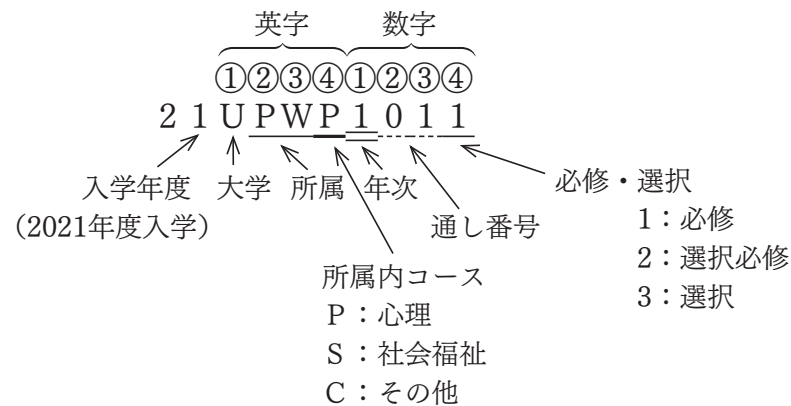 英字 数字
①②③④①②③④
21UPWP1011
入学年度 大学 所属 年次 必修・選択
（2021年度入学） 通し番号 1：必修
2：選択必修
所属内コース 3：選択
P：心理
S：社会福祉
C：その他